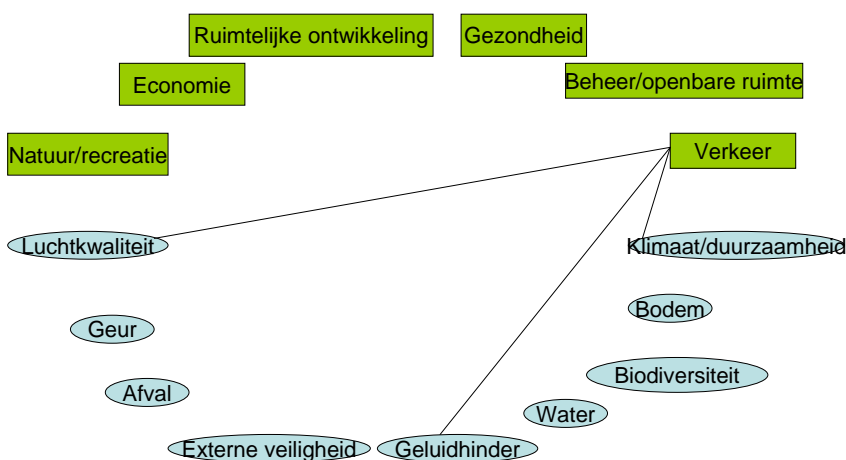 Ruimtelijke ontwikkeling
Gezondheid
Economie
Beheer/openbare ruimte
Natuur/recreatie
Verkeer
Luchtkwaliteit
Klimaat/duurzaamheid
Geur
Bodem
Afval
Biodiversiteit
Water
Externe veiligheid
Geluidhinder